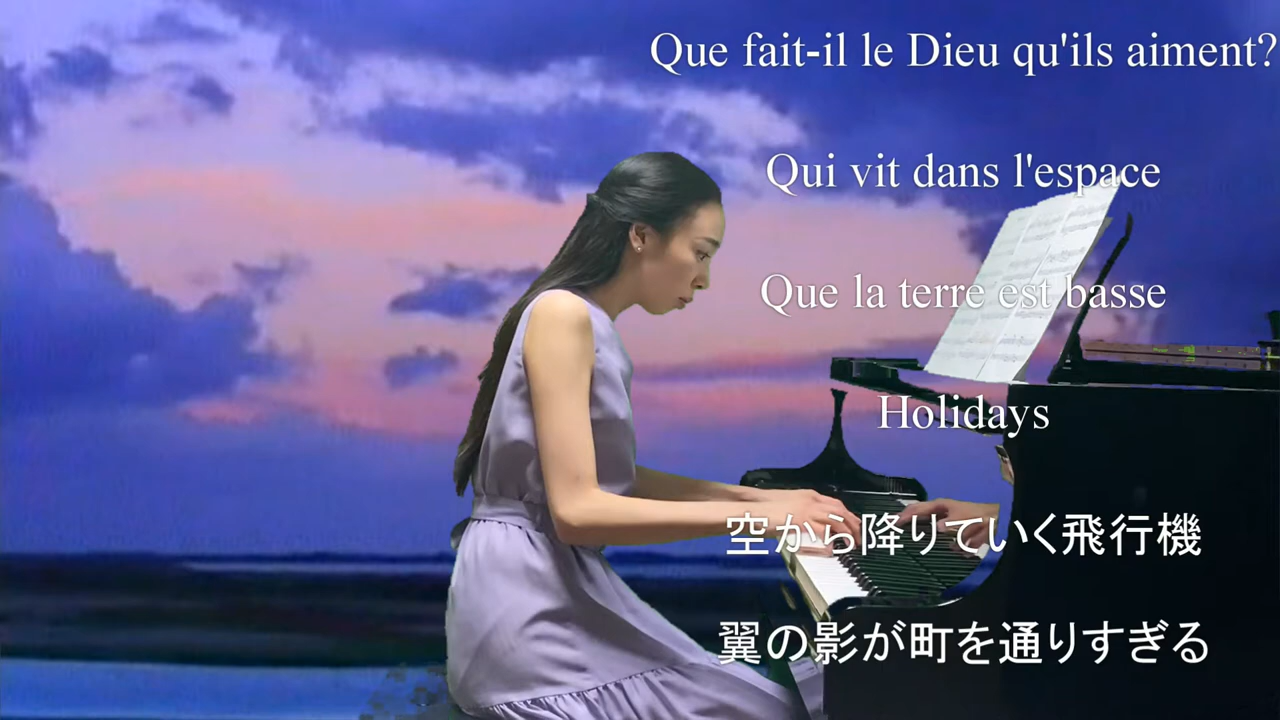 Que fait-il le Dieu qu'ils aiment?
Qui vit dans l'espace
Que la terre est basse
Holidays
空から降りていく飛行機
翼の影が町を通りすぎる